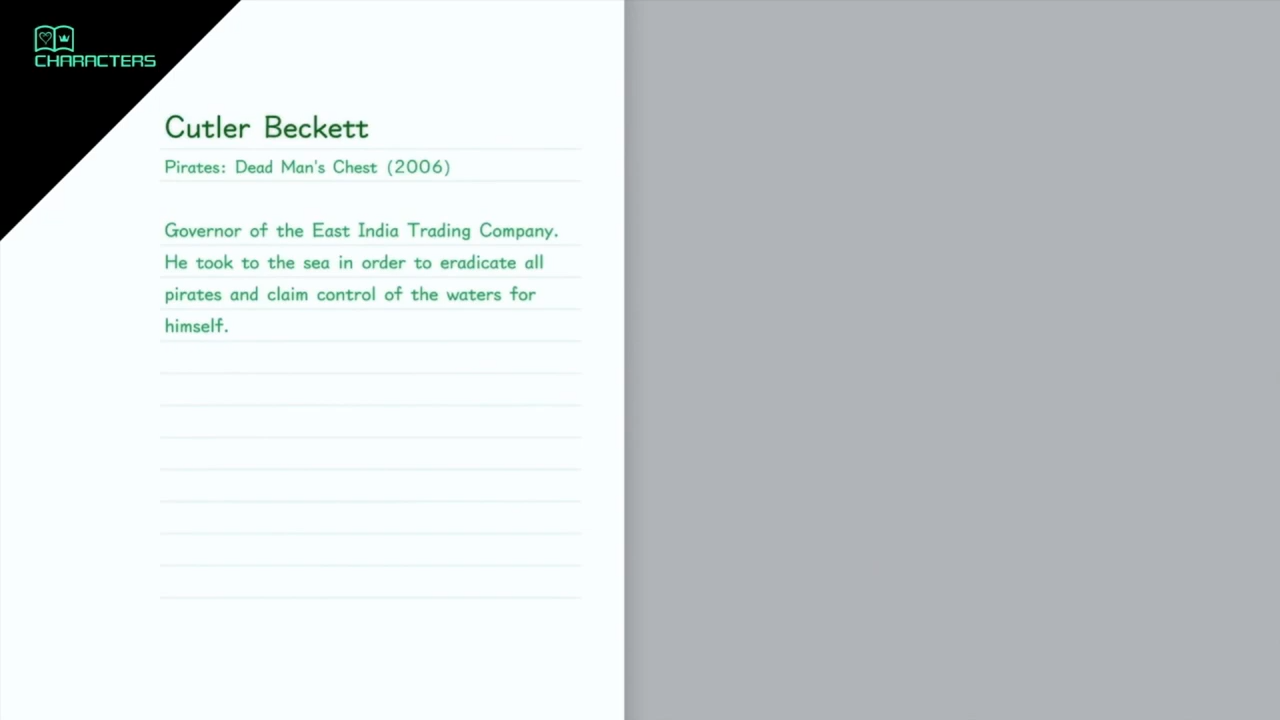 CHARACTERS
Cutler Beckett
Pirates: Dead Man's Chest (2006)
Governor of the East India Trading Company.
He took to the sea in order to eradicate all
pirates and claim control of the waters for
himself.